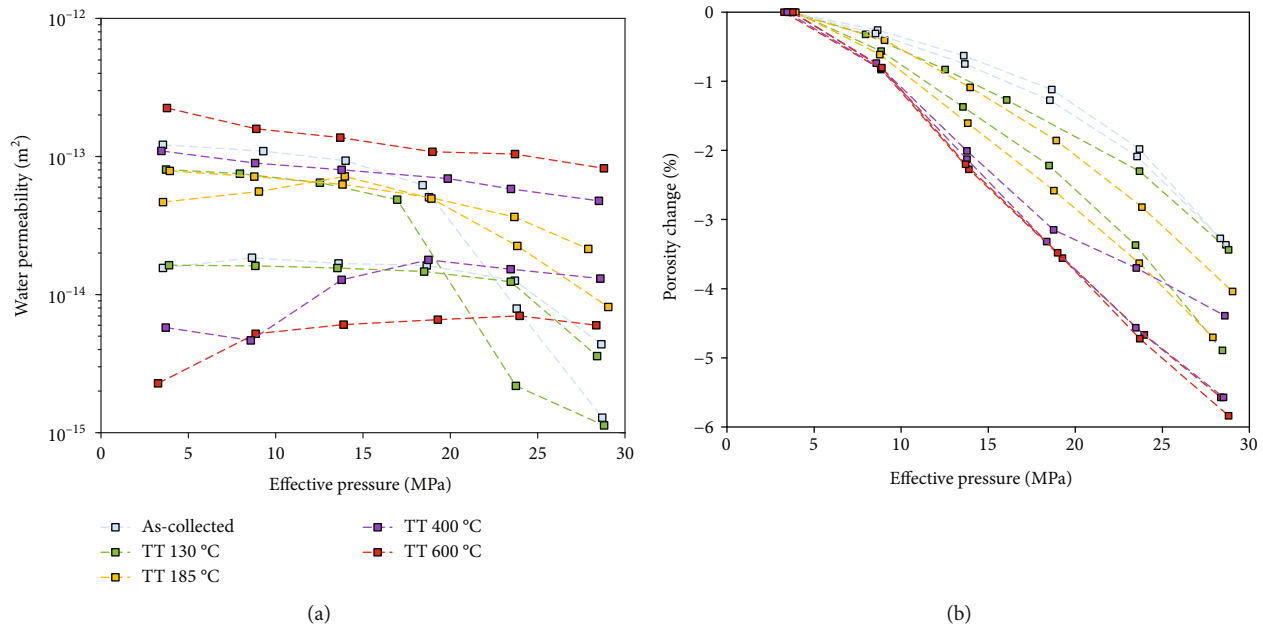 10⁻¹²
10⁻¹³
10⁻¹⁴
10⁻¹⁵
Water permeability (m²)
0 5 10 15 20 25 30
Effective pressure (MPa)
As-collected
TT 130 °C
TT 185 °C
TT 400 °C
TT 600 °C
(a)
0
−1
−2
−3
−4
−5
−6
Porosity change (%)
0 5 10 15 20 25 30
Effective pressure (MPa)
(b)